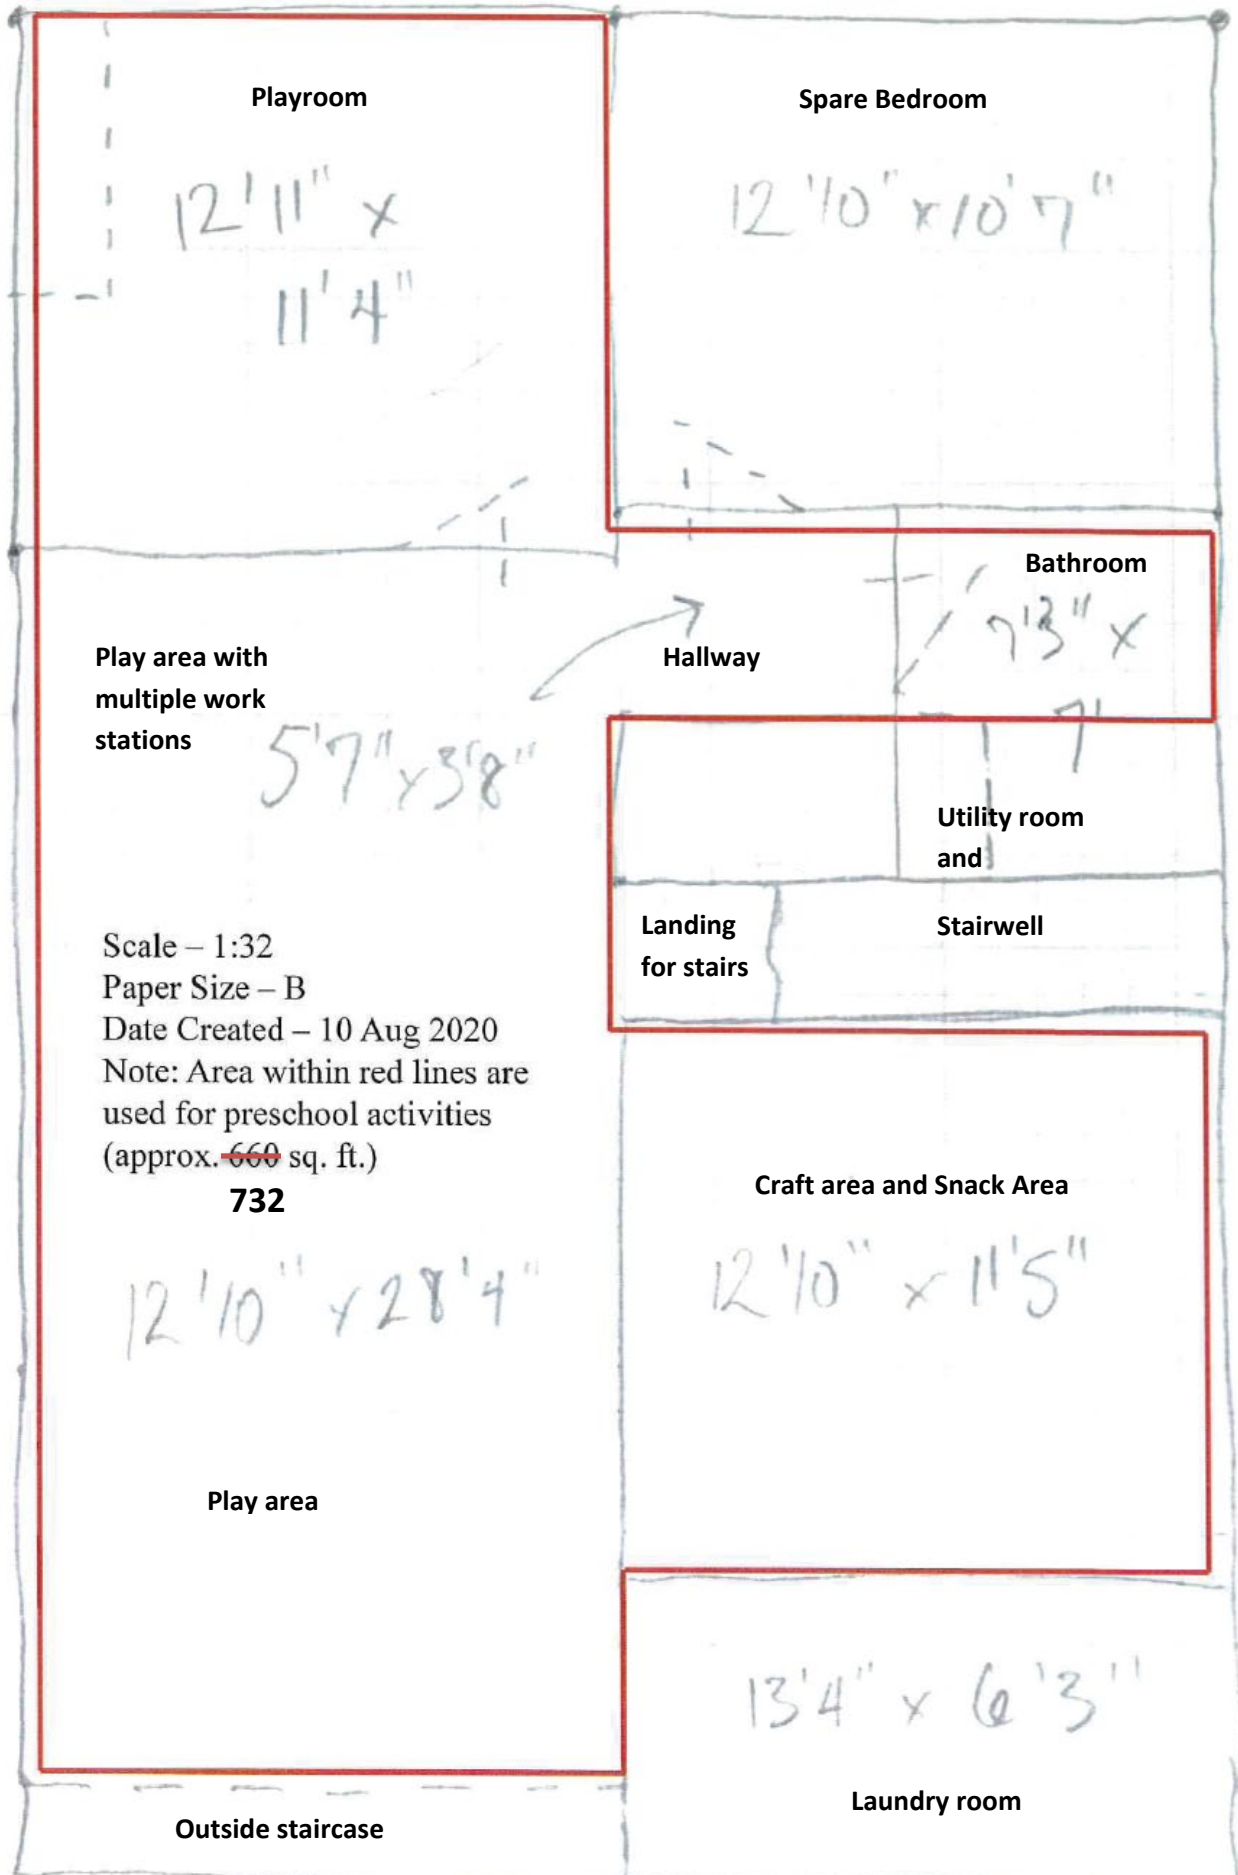 Playroom
12'11" x
11'4"
Spare Bedroom
12'10" x 10'7"
Bathroom
7'3" x
7'
Play area with
multiple work
stations
Hallway
5'7" x 3'8"
Utility room
and
Landing
for stairs
Stairwell
Scale – 1:32
Paper Size – B
Date Created – 10 Aug 2020
Note: Area within red lines are
used for preschool activities
(approx. 660 sq. ft.)
732
Craft area and Snack Area
12'10" x 11'5"
12'10" x 28'4"
Play area
13'4" x 6'3"
Laundry room
Outside staircase